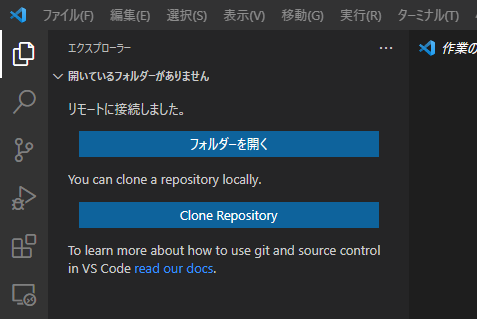 ファイル(F) 編集(E) 選択(S) 表示(V) 移動(G) 実行(R) ターミナル(T)
エクスプローラー ...
作業の
開いているフォルダーがありません
リモートに接続しました。
フォルダーを開く
You can clone a repository locally.
Clone Repository
To learn more about how to use git and source control
in VS Code read our docs.